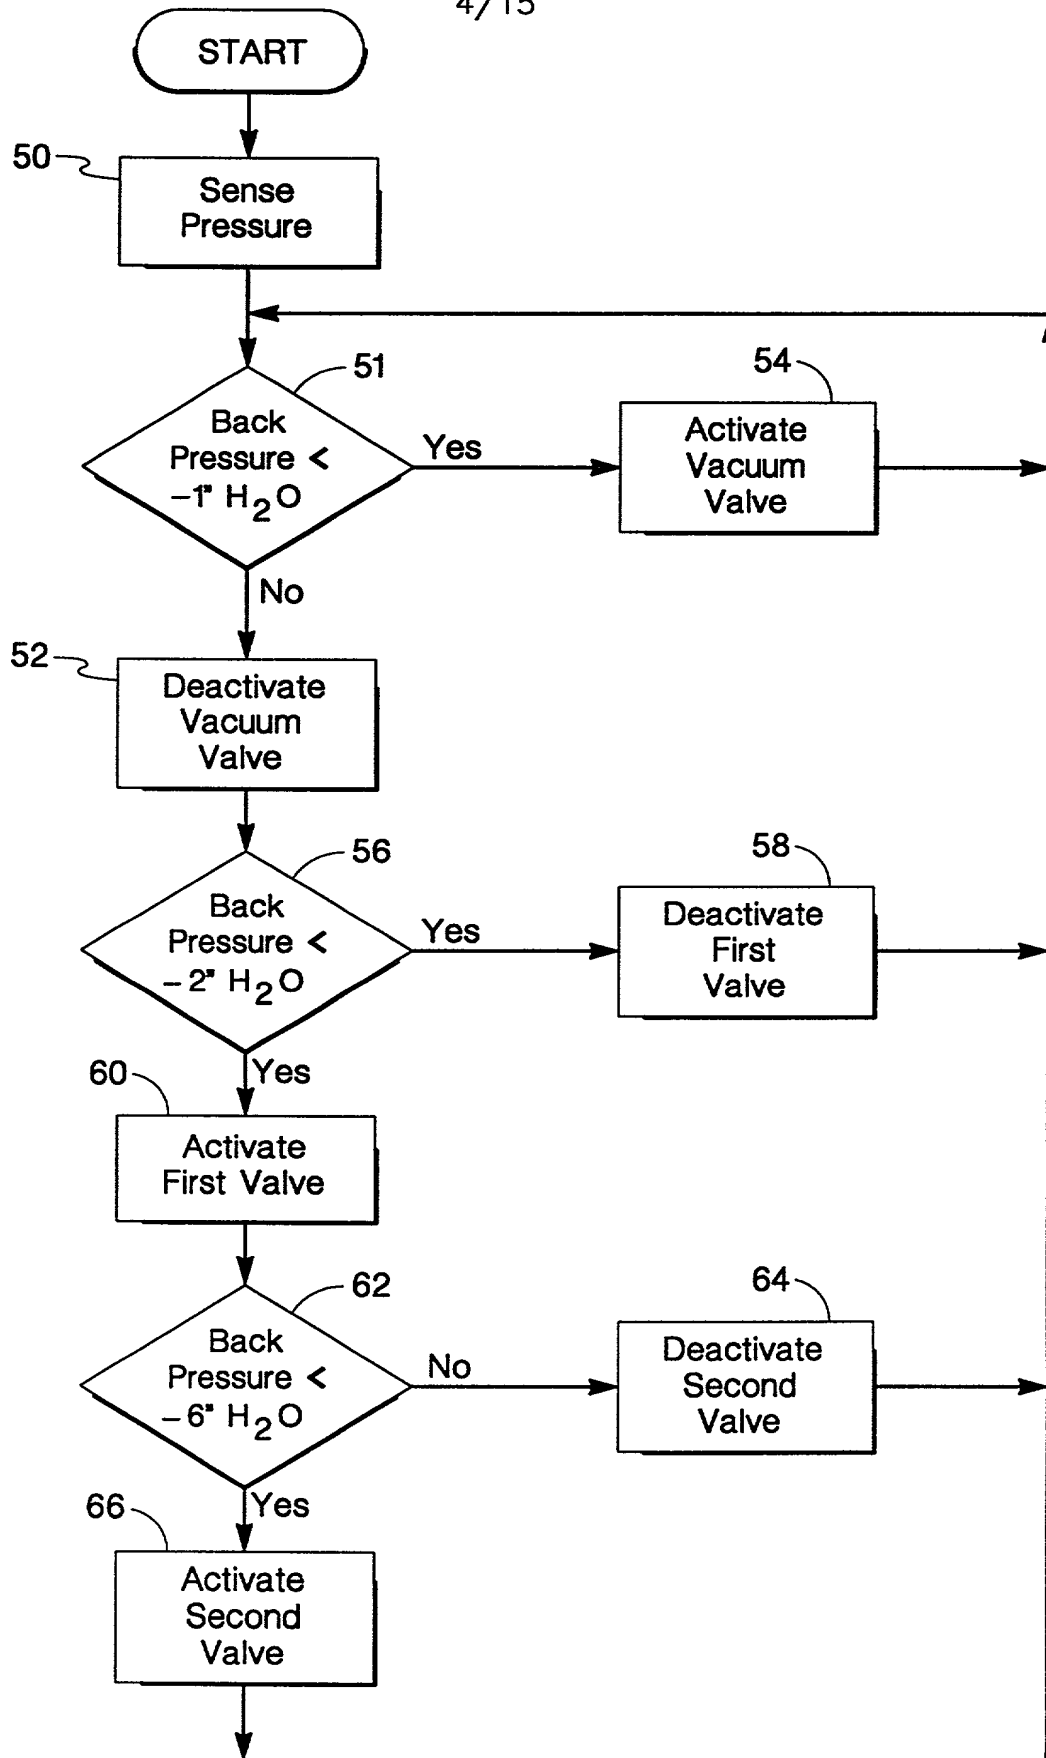 4/15
START
50
Sense
Pressure
51
Back
Pressure <
-1" H2O
Yes
54
Activate
Vacuum
Valve
No
52
Deactivate
Vacuum
Valve
56
Back
Pressure <
-2" H2O
Yes
58
Deactivate
First
Valve
Yes
60
Activate
First Valve
62
Back
Pressure <
-6" H2O
No
64
Deactivate
Second
Valve
Yes
66
Activate
Second
Valve